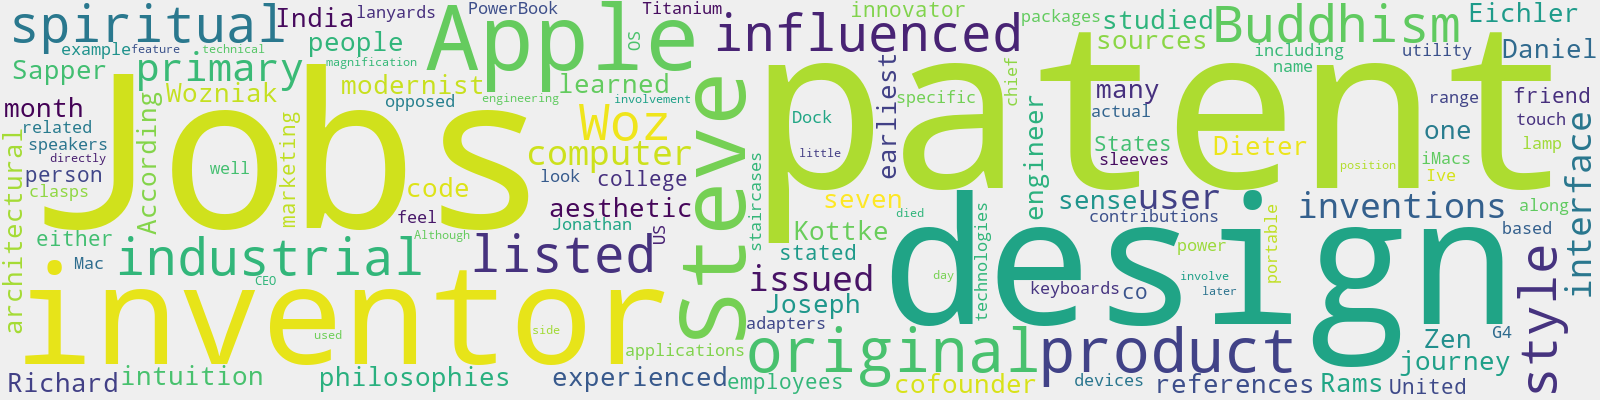 spiritual
India
lanyards
PowerBook
Titanium
innovator
packages
studied
Buddhism
Eichler
example
feature
technical
people
Apple
OS
influenced
sources
including
utility
Daniel
name
Sapper
primary
magnification
modernist
learned
month
architectural
According
Wozniak
marketing
opposed
engineering
involvement
steve
patent
earliest
specific
chief
many
range
friend
related
Jobs
Woz
Dock
engineer
actual
touch
speakers
computer
States
one
interface
directly
little
sleeves
Dieter
iMacs
lamp
person
well
look
college
staircases
position
Ive
clasps
code
aesthetic
seven
sense
user
inventions
along
feel
Jonathan
US
died
contributions
either
Although
Kottke
design
based
Mac
industrial
listed
stated
technologies
power
portable
style
CEO
issued
day
involve
inventor
Joseph
keyboards
co
later
used
side
adapters
applications
original
product
Zen
G4
journey
Richard
intuition
philosophies
experienced
employees
cofounder
devices
references
Rams
United